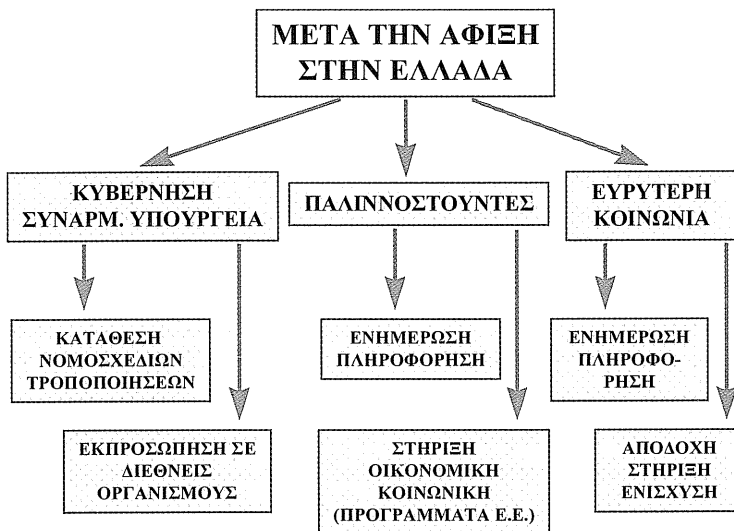 ΜΕΤΑ ΤΗΝ ΑΦΙΞΗ
ΣΤΗΝ ΕΛΛΑΔΑ
ΚΥΒΕΡΝΗΣΗ
ΣΥΝΑΡΜ. ΥΠΟΥΡΓΕΙΑ
ΠΑΛΙΝΝΟΣΤΟΥΝΤΕΣ
ΕΥΡΥΤΕΡΗ
ΚΟΙΝΩΝΙΑ
ΚΑΤΑΘΕΣΗ
ΝΟΜΟΣΧΕΔΙΩΝ
ΤΡΟΠΟΠΟΙΗΣΕΩΝ
ΕΝΗΜΕΡΩΣΗ
ΠΛΗΡΟΦΟΡΗΣΗ
ΕΝΗΜΕΡΩΣΗ
ΠΛΗΡΟΦΟ-
ΡΗΣΗ
ΕΚΠΡΟΣΩΠΗΣΗ ΣΕ
ΔΙΕΘΝΕΙΣ
ΟΡΓΑΝΙΣΜΟΥΣ
ΣΤΗΡΙΞΗ
ΟΙΚΟΝΟΜΙΚΗ
ΚΟΙΝΩΝΙΚΗ
(ΠΡΟΓΡΑΜΜΑΤΑ Ε.Ε.)
ΑΠΟΔΟΧΗ
ΣΤΗΡΙΞΗ
ΕΝΙΣΧΥΣΗ